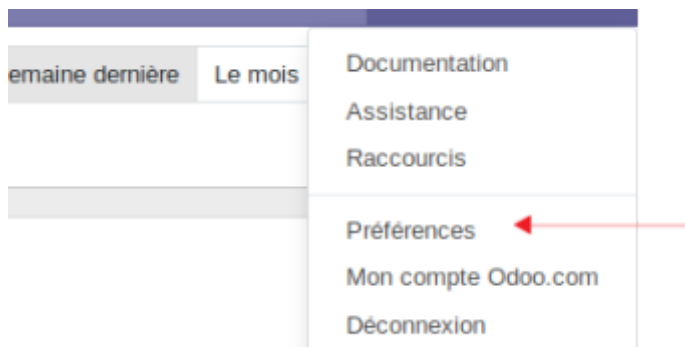 emaine dernière Le mois
Documentation
Assistance
Raccourcis
Préférences
Mon compte Odoo.com
Déconnexion